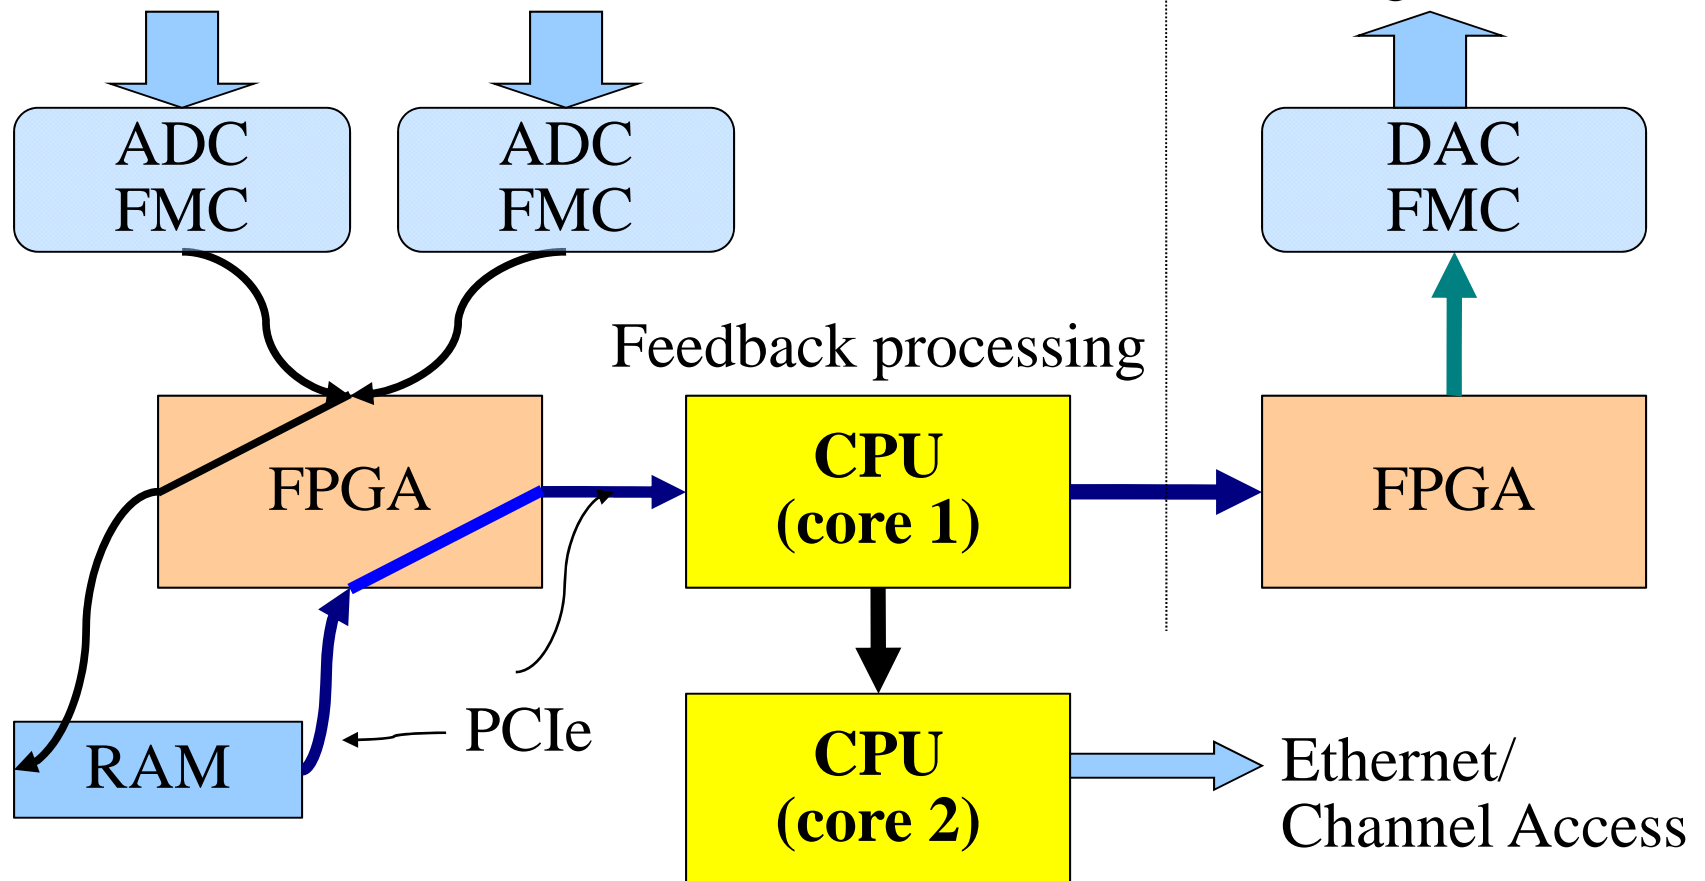 ADC
FMC
ADC
FMC
DAC
FMC
Feedback processing
FPGA
CPU
(core 1)
FPGA
PCIe
RAM
CPU
(core 2)
Ethernet/
Channel Access